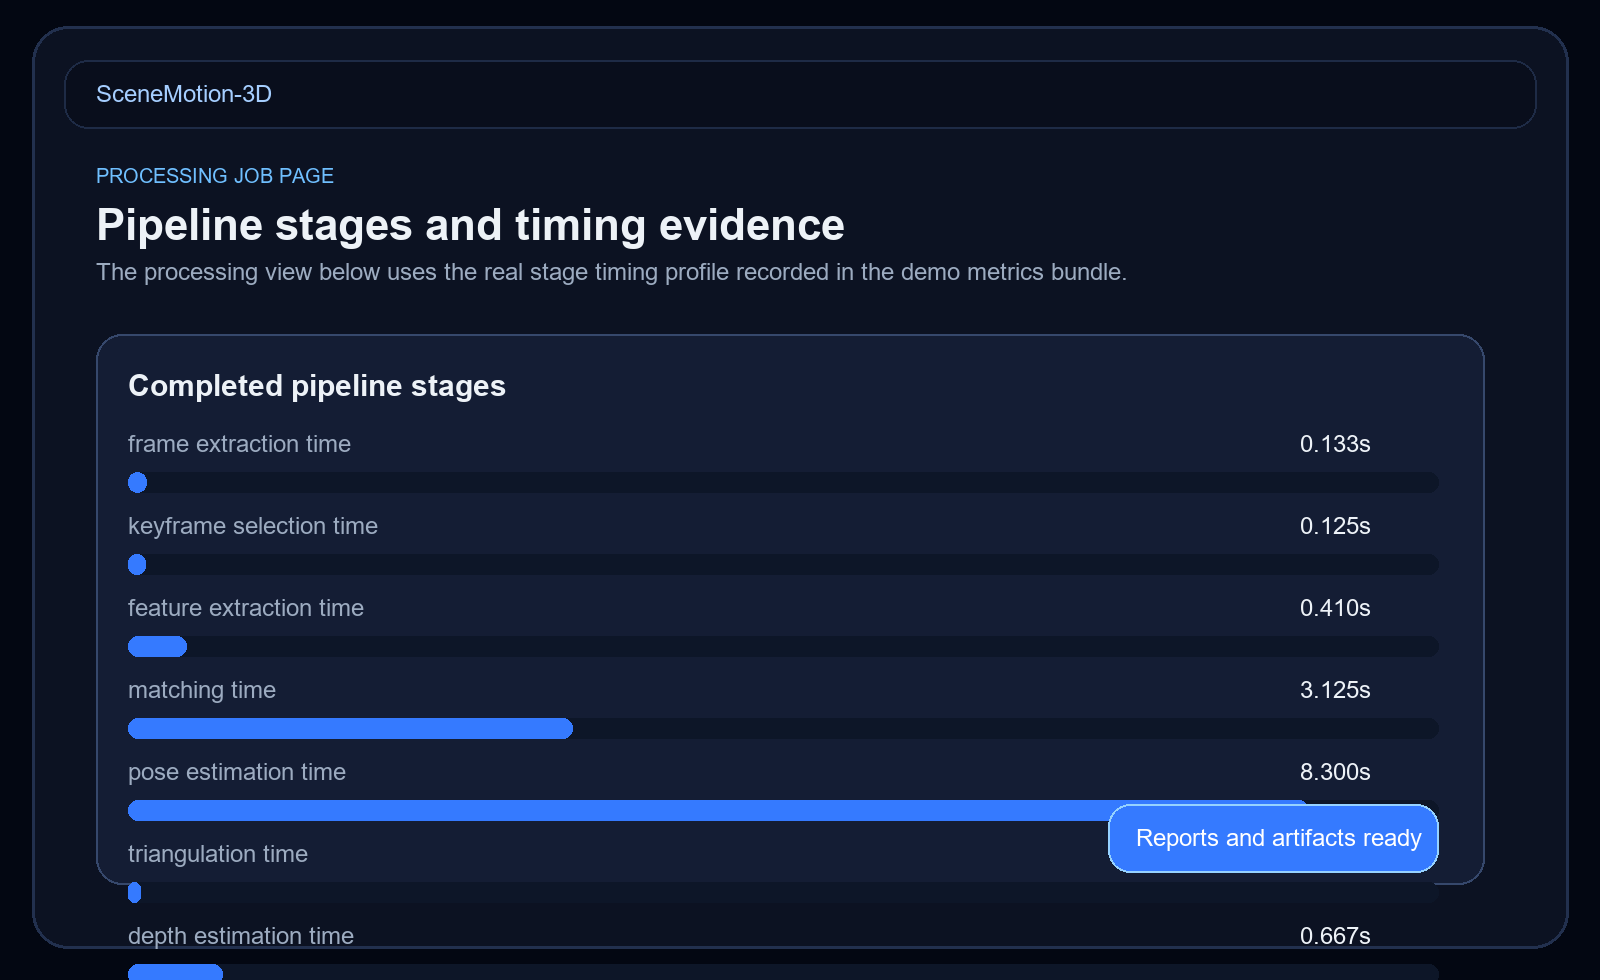 SceneMotion-3D
PROCESSING JOB PAGE
Pipeline stages and timing evidence
The processing view below uses the real stage timing profile recorded in the demo metrics bundle.
Completed pipeline stages
frame extraction time 0.133s
keyframe selection time 0.125s
feature extraction time 0.410s
matching time 3.125s
pose estimation time 8.300s
Reports and artifacts ready
triangulation time
depth estimation time 0.667s